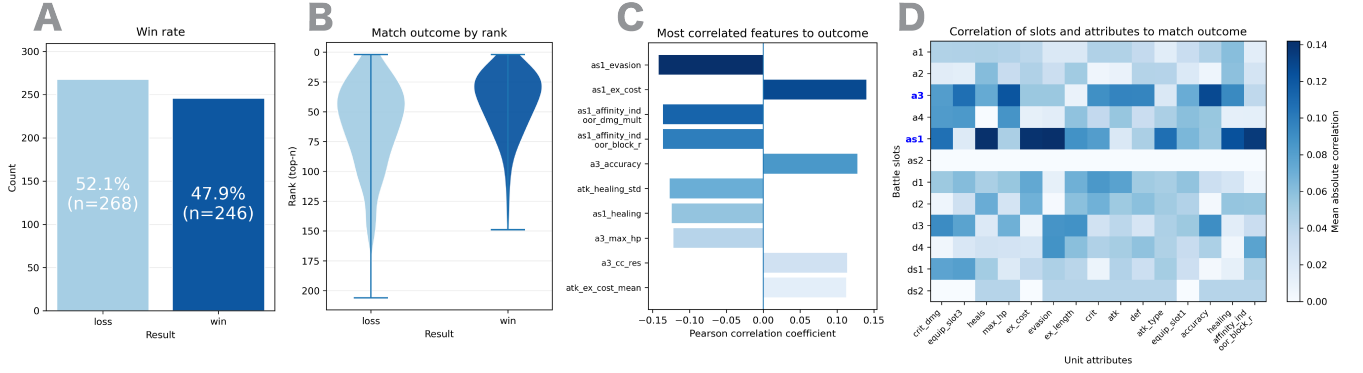 A
Win rate
300
250
200
150
100
50
0
Count
52.1%
(n=268)
47.9%
(n=246)
loss
win
Result
B
Match outcome by rank
0
25
50
75
100
125
150
175
200
Rank (top-n)
loss
win
Result
C
Most correlated features to outcome
as1_evasion
as1_ex_cost
as1_affinity_ind
oor_dmg_mult
as1_affinity_ind
oor_block_r
a3_accuracy
atk_healing_std
as1_healing
a3_max_hp
a3_cc_res
atk_ex_cost_mean
−0.15
−0.10
−0.05
0.00
0.05
0.10
0.15
Pearson correlation coefficient
D
Correlation of slots and attributes to match outcome
Battle slots
a1
a2
a3
a4
as1
as2
d1
d2
d3
d4
ds1
ds2
crit_dmg
equip_slot3
heals
max_hp
ex_cost
evasion
ex_length
crit
atk
def
atk_type
equip_slot1
accuracy
healing
affinity_ind
oor_block_r
Unit attributes
0.14
0.12
0.10
0.08
0.06
0.04
0.02
0.00
Mean absolute correlation